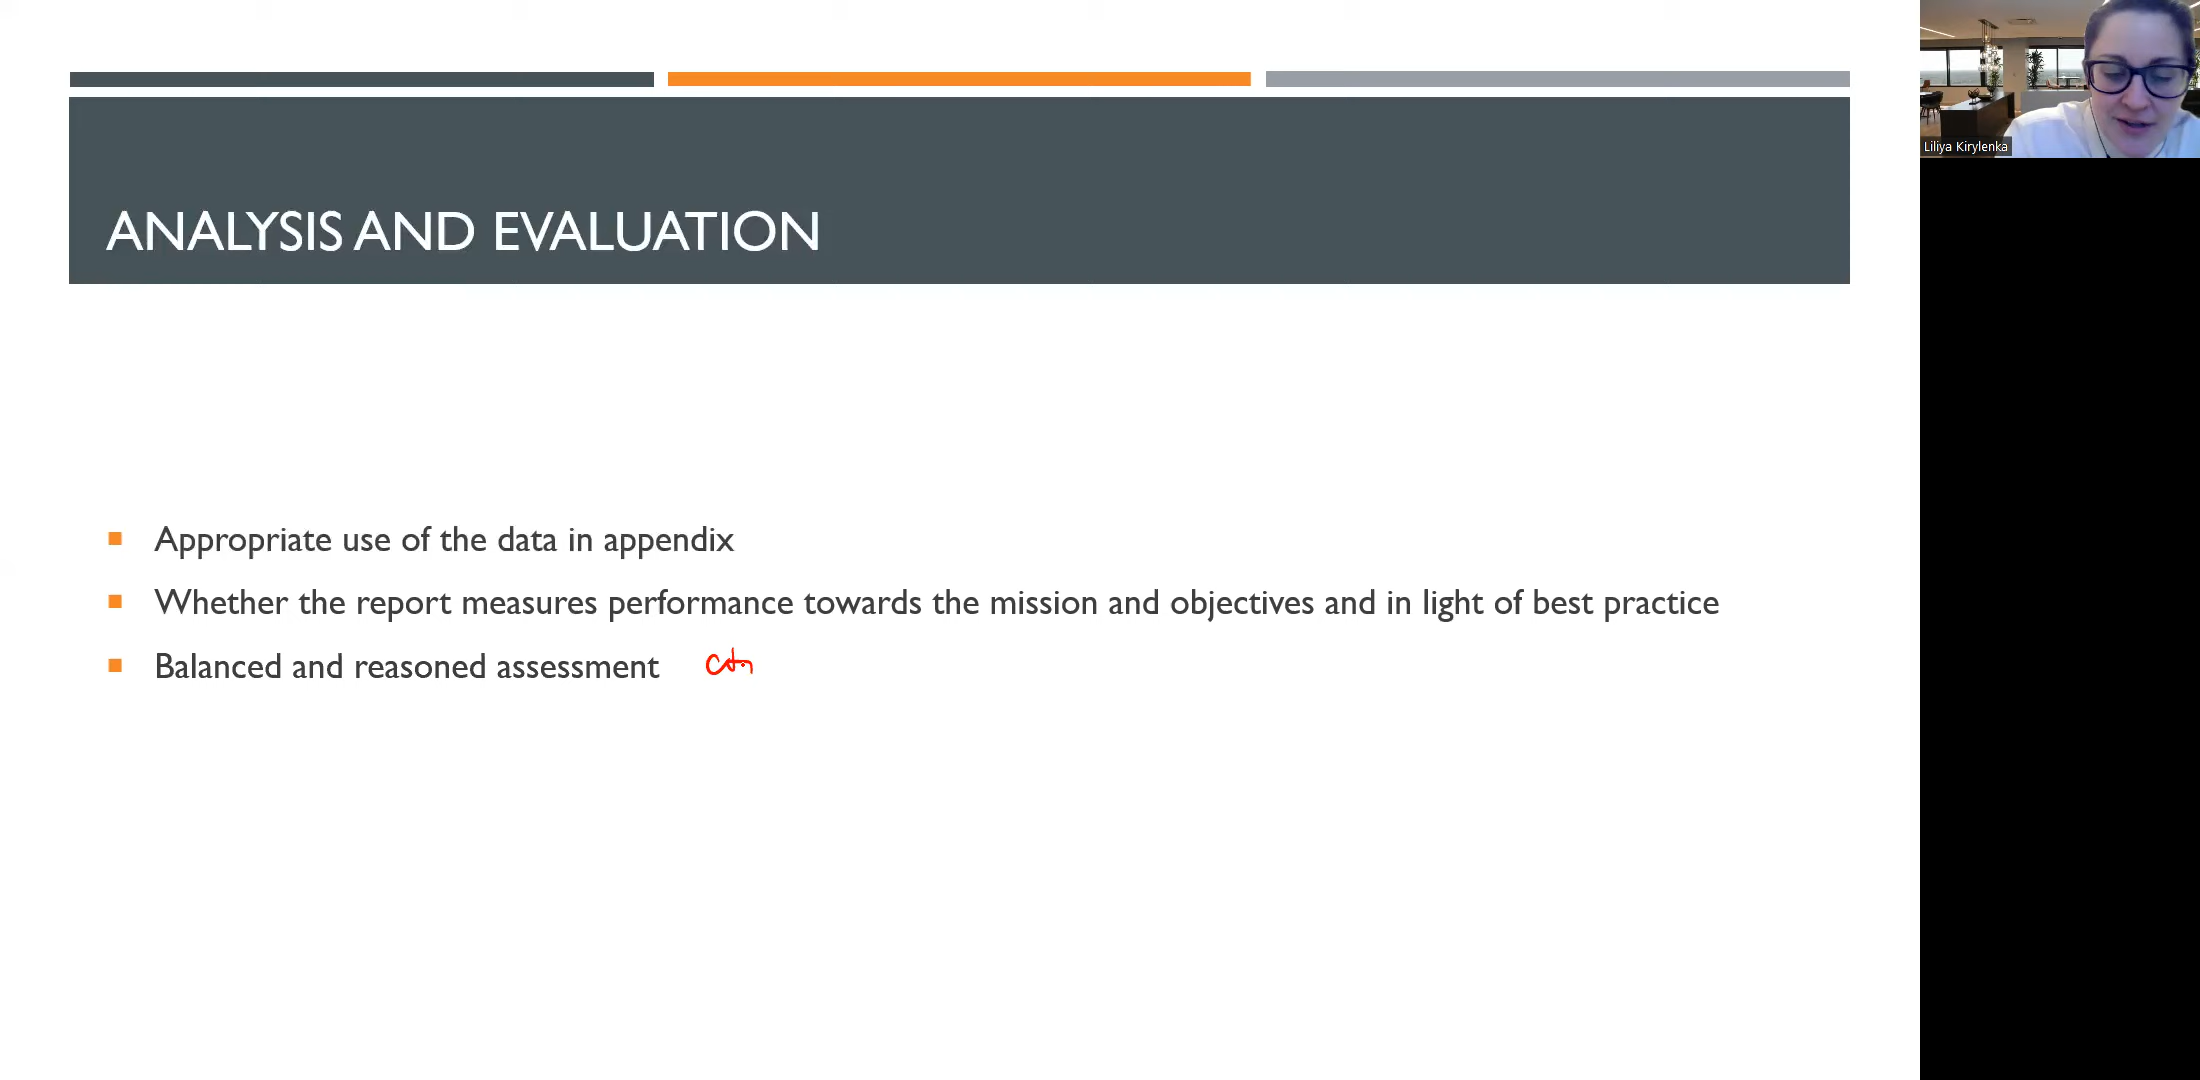 ANALYSIS AND EVALUATION
Appropriate use of the data in appendix
Whether the report measures performance towards the mission and objectives and in light of best practice
Balanced and reasoned assessment
Liliya Kirylenka